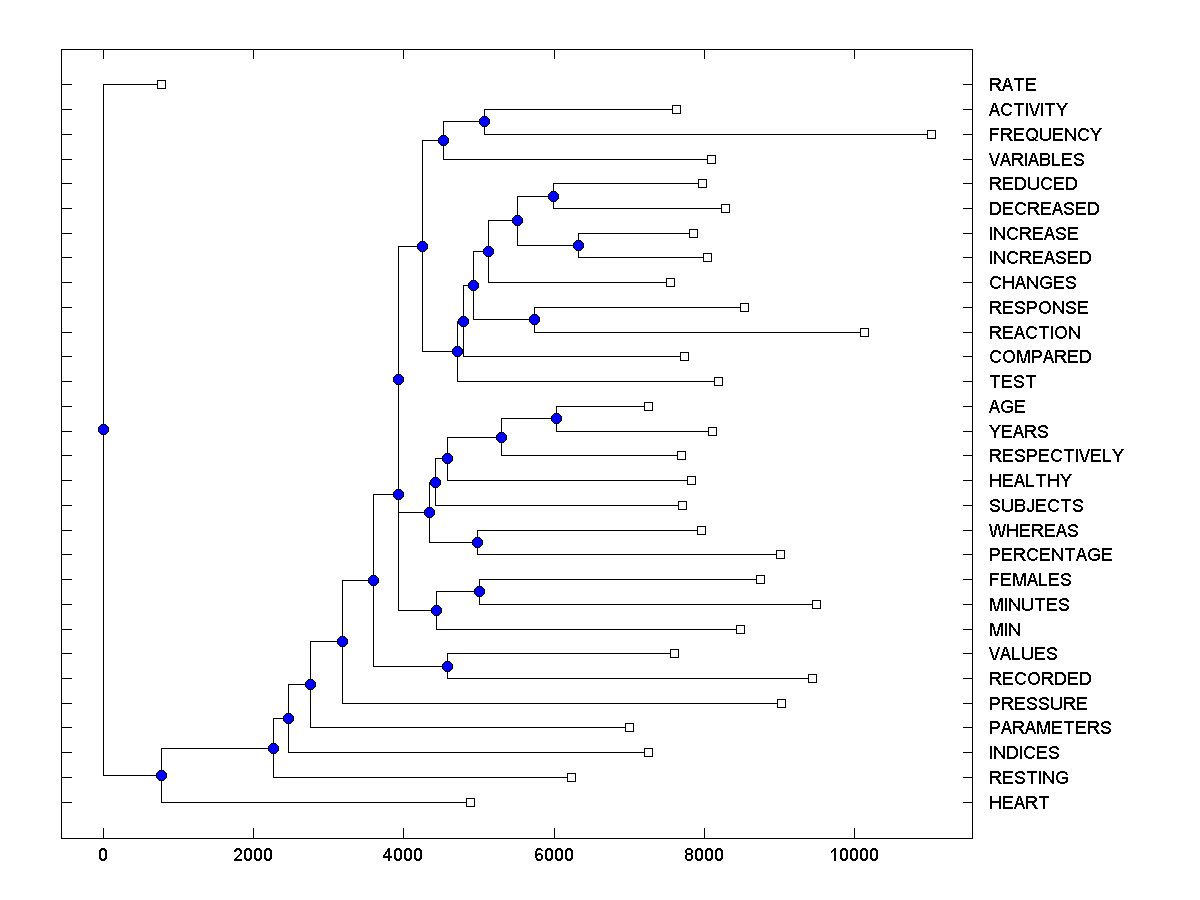 RATE
ACTIVITY
FREQUENCY
VARIABLES
REDUCED
DECREASED
INCREASE
INCREASED
CHANGES
RESPONSE
REACTION
COMPARED
TEST
AGE
YEARS
RESPECTIVELY
HEALTHY
SUBJECTS
WHEREAS
PERCENTAGE
FEMALES
MINUTES
MIN
VALUES
RECORDED
PRESSURE
PARAMETERS
INDICES
RESTING
HEART
0 2000 4000 6000 8000 10000